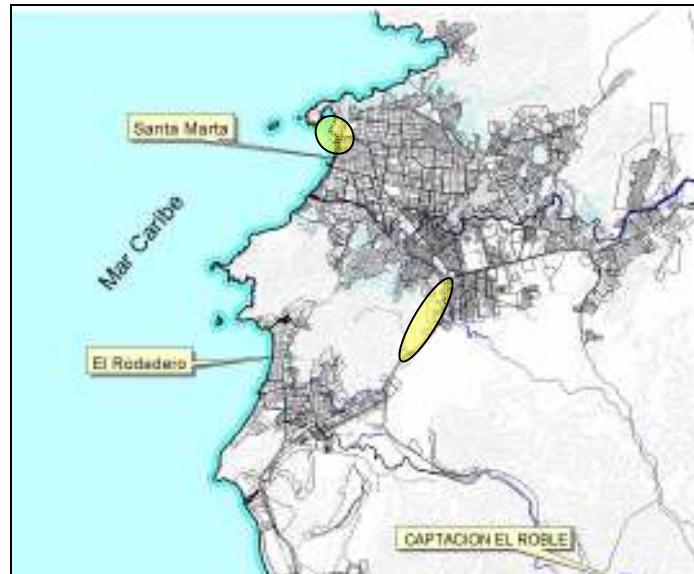 Santa Marta
Mar Caribe
El Rodadero
CAPTACION EL ROBLE